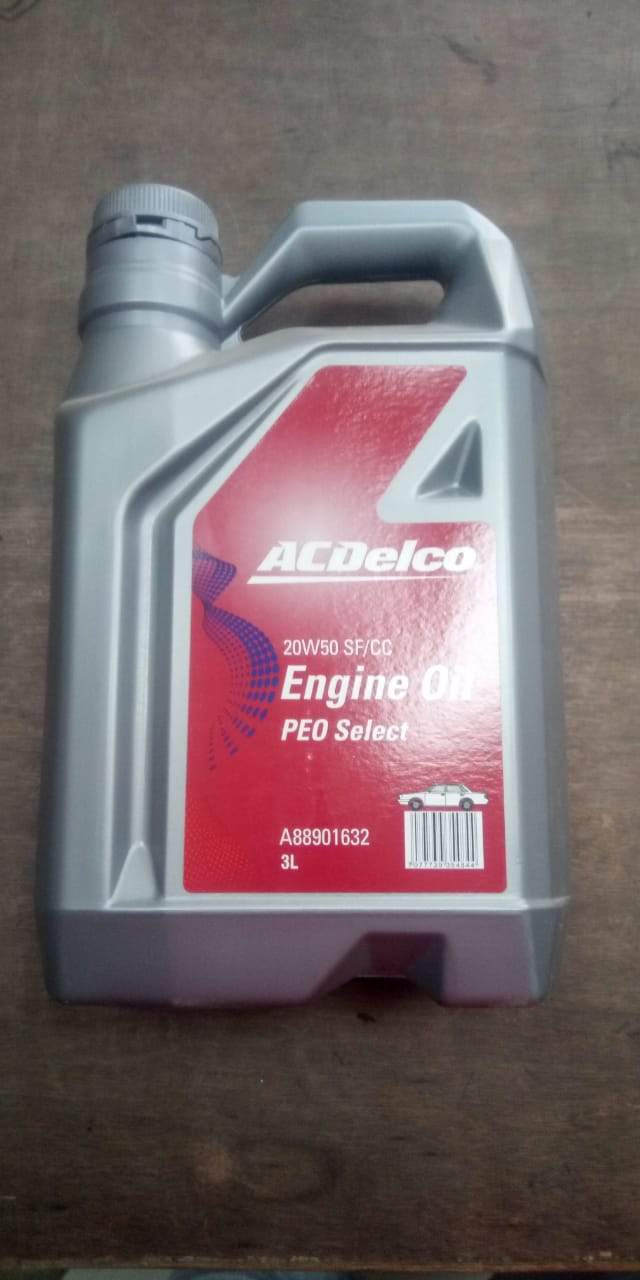 ACDelco
20W50 SF/CC
Engine Oil
PEO Select
A88901632
3L